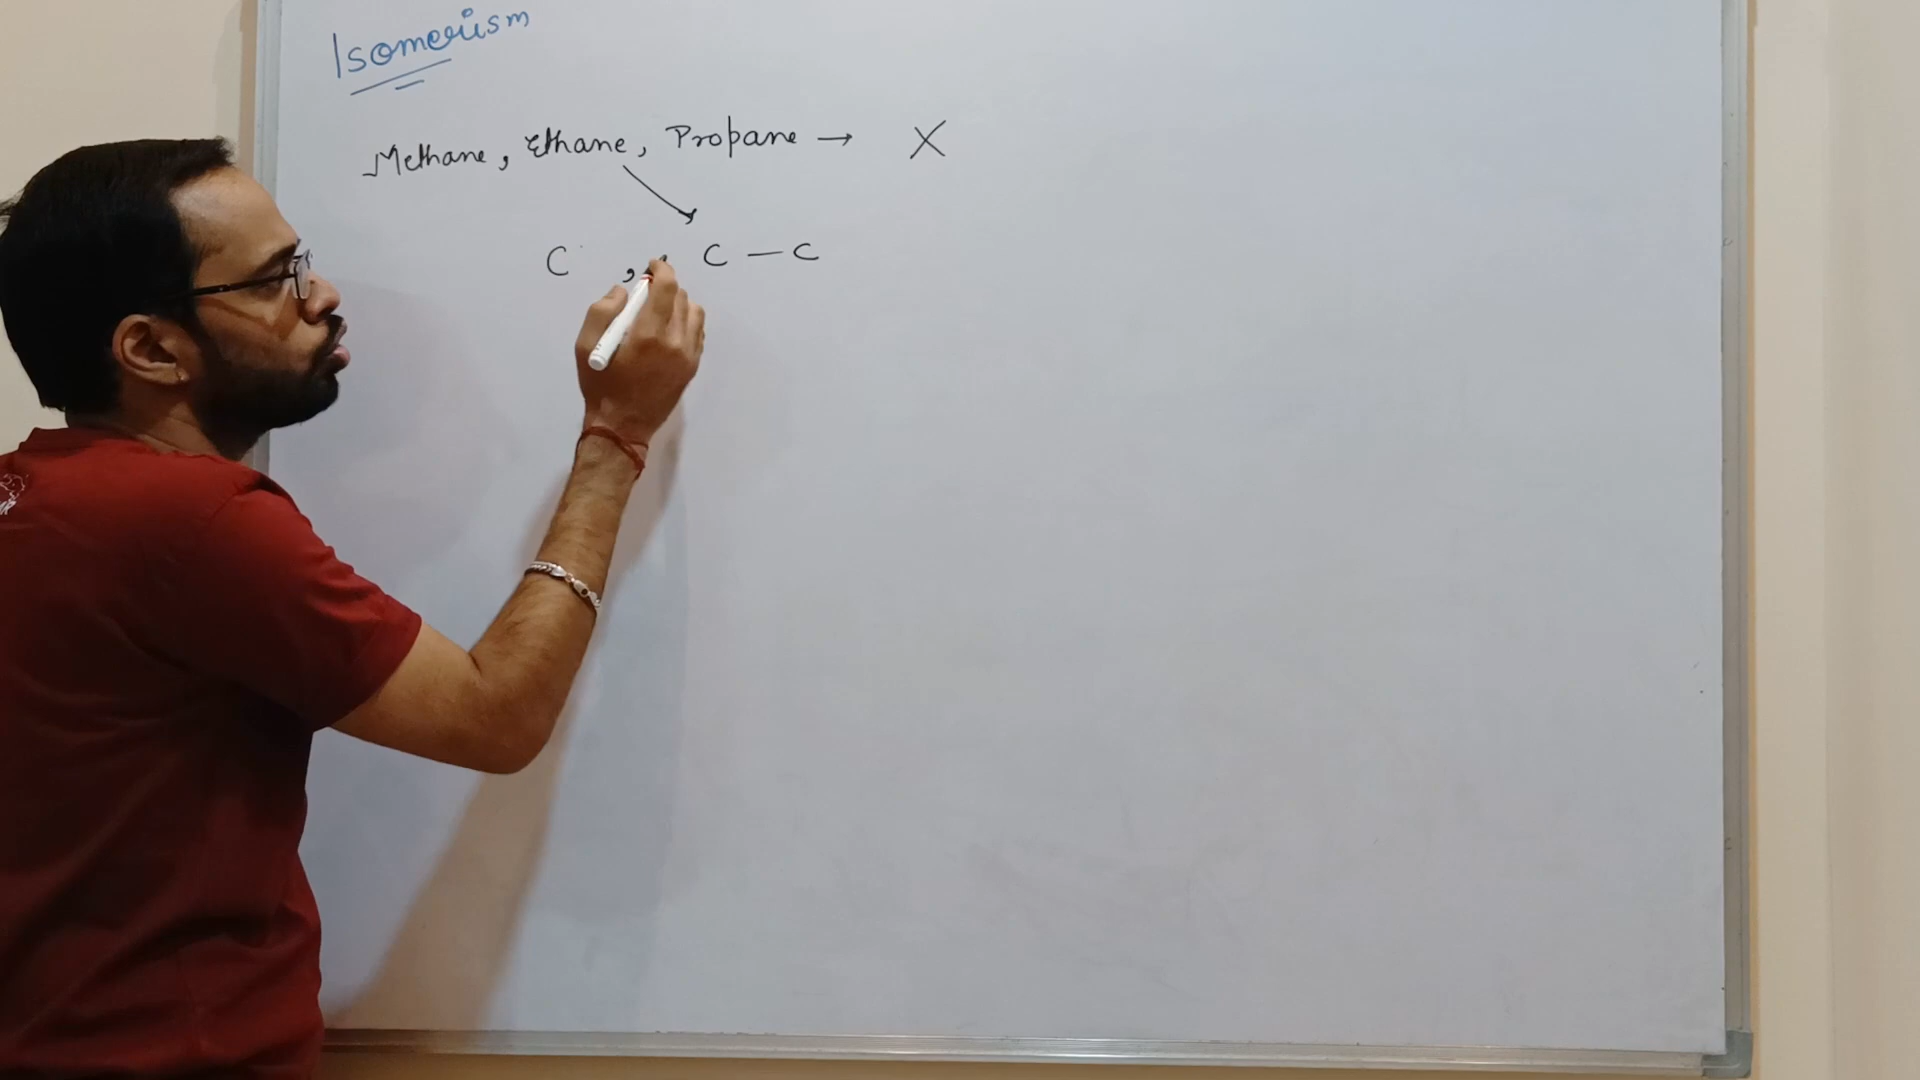 Isomerism
Methane, Ethane, Propane → X
C , C — C